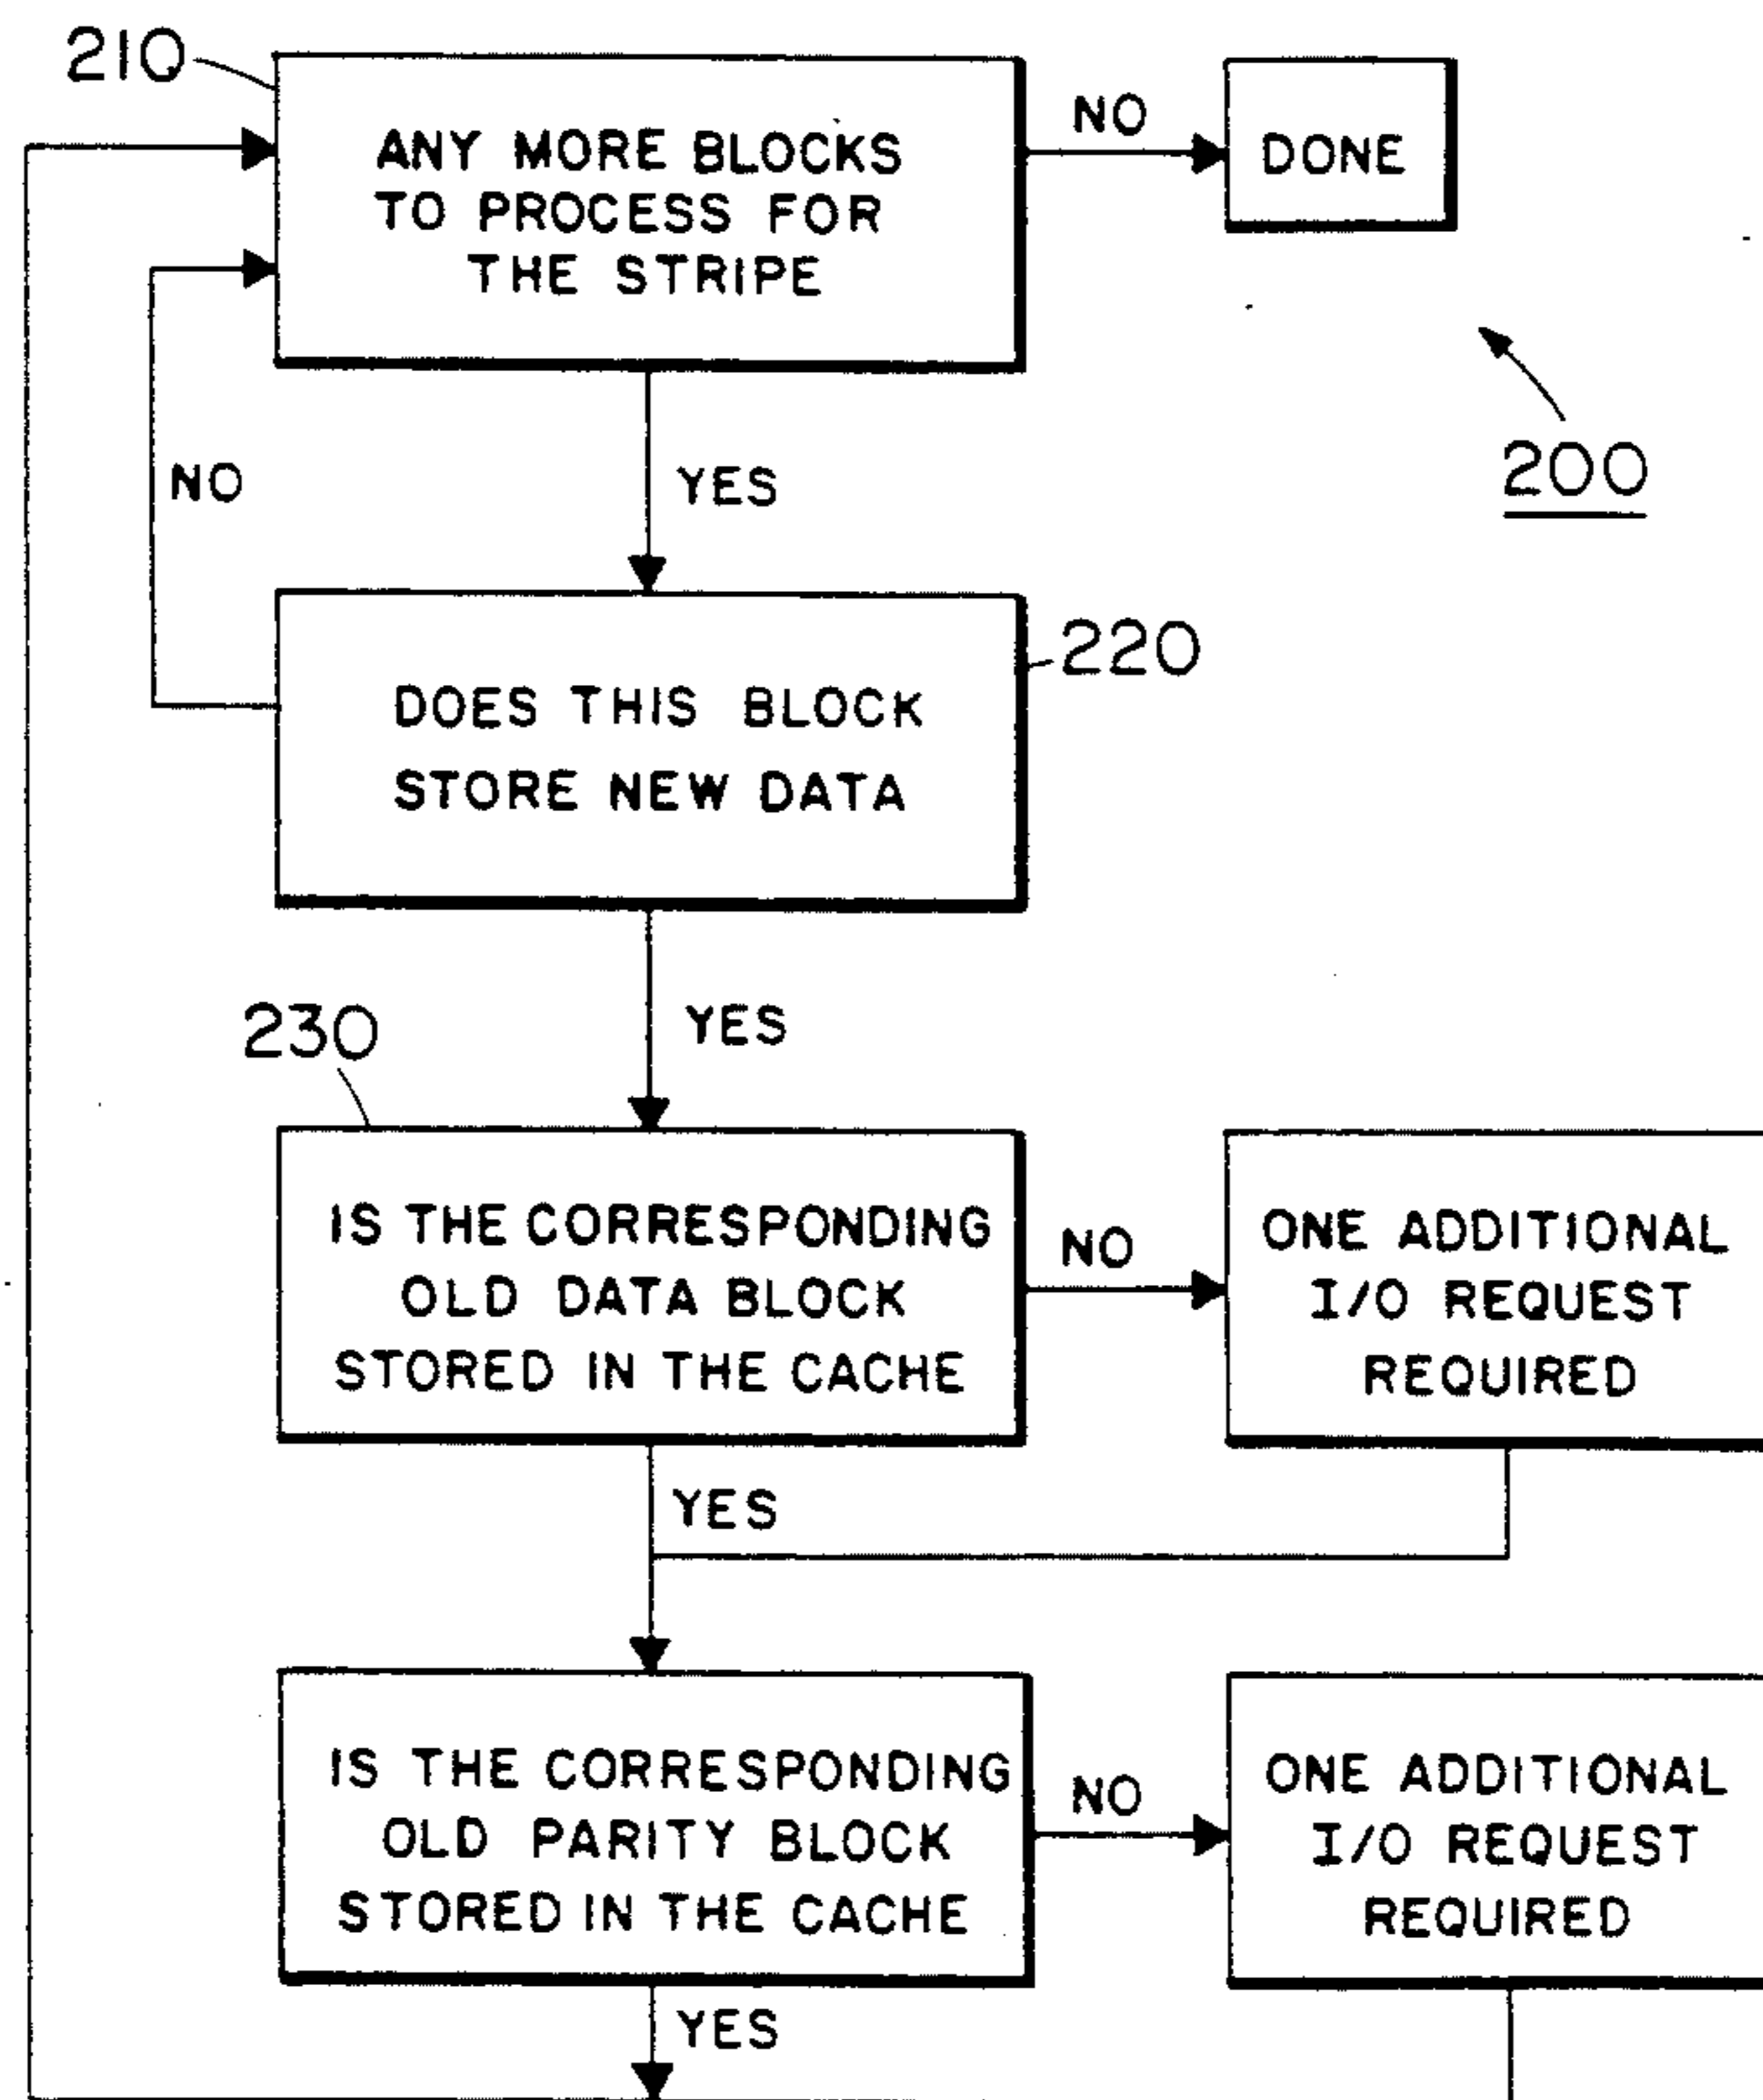 210
ANY MORE BLOCKS
TO PROCESS FOR
THE STRIPE
NO
DONE
200
NO
YES
220
DOES THIS BLOCK
STORE NEW DATA
YES
230
IS THE CORRESPONDING
OLD DATA BLOCK
STORED IN THE CACHE
NO
ONE ADDITIONAL
I/O REQUEST
REQUIRED
YES
IS THE CORRESPONDING
OLD PARITY BLOCK
STORED IN THE CACHE
NO
ONE ADDITIONAL
I/O REQUEST
REQUIRED
YES